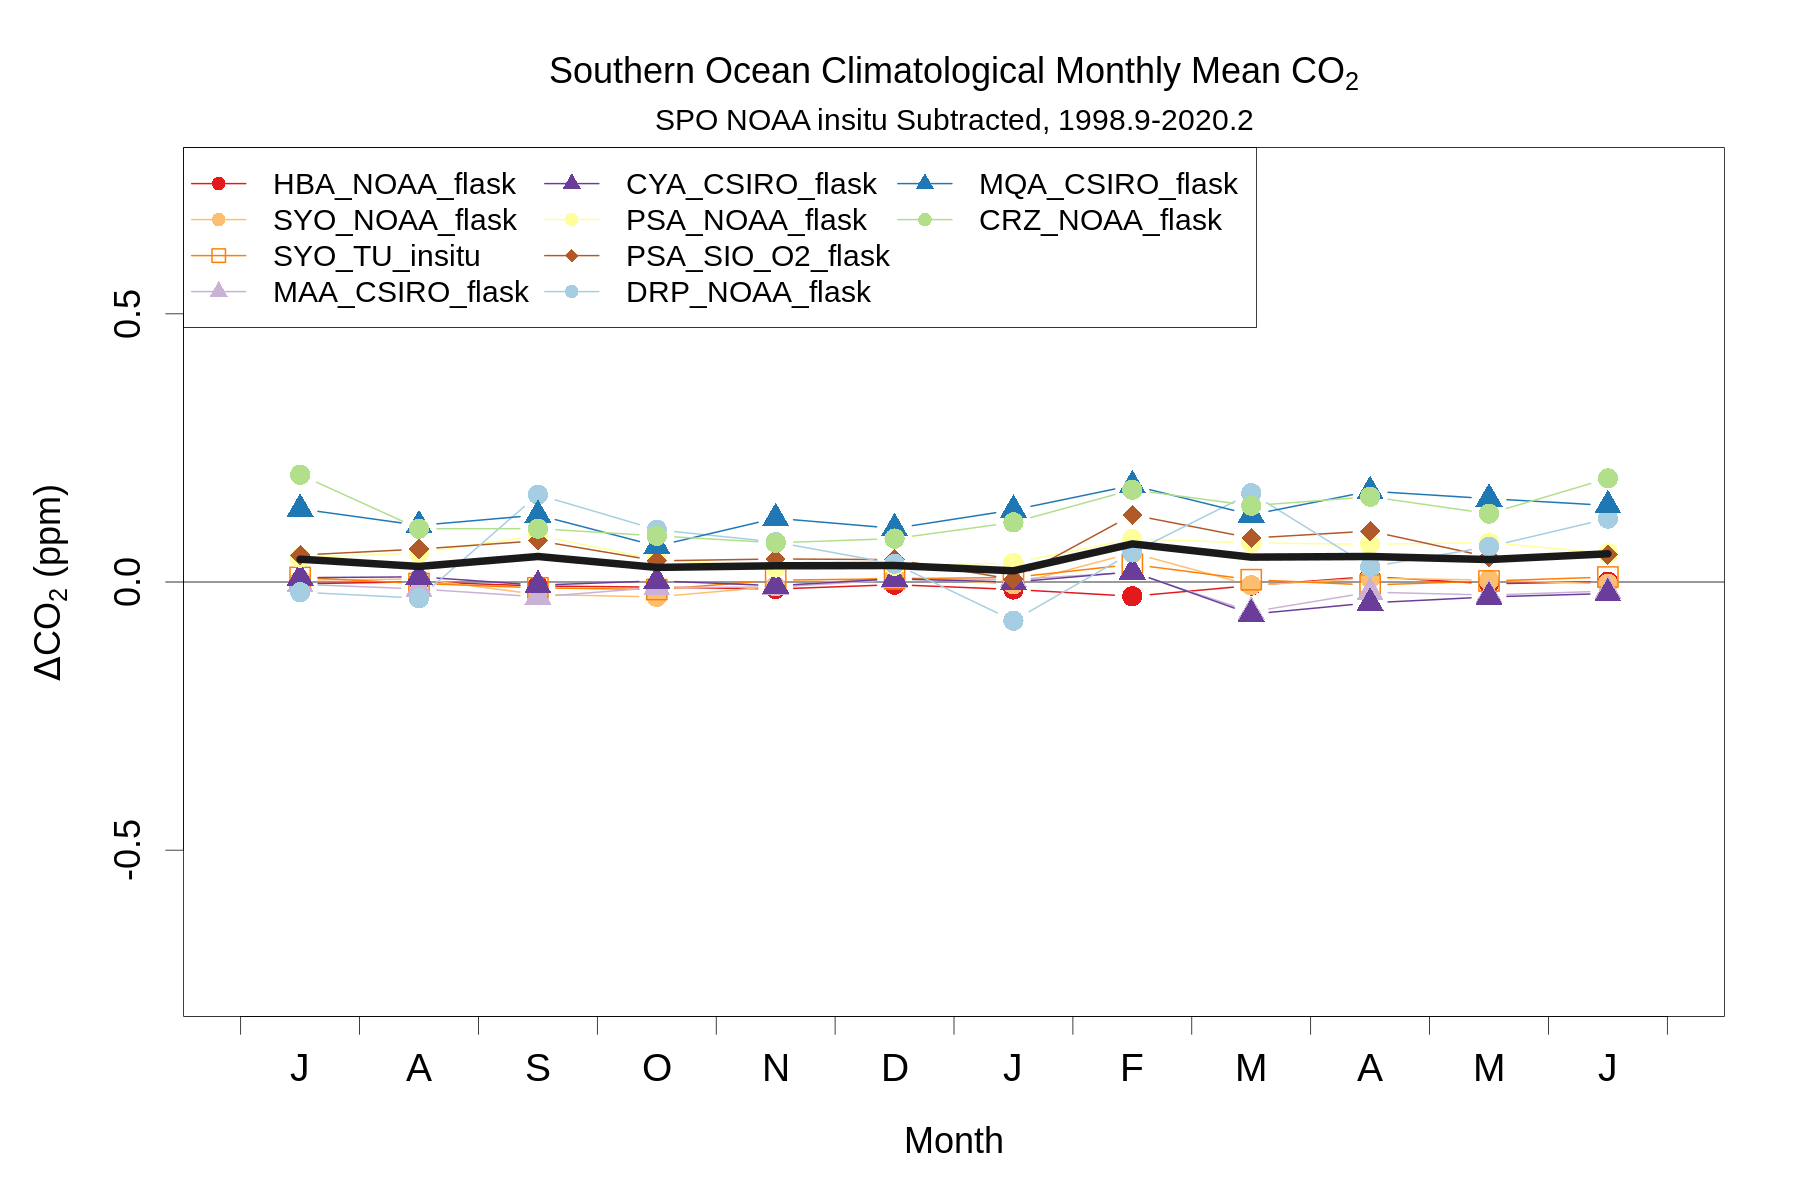 Southern Ocean Climatological Monthly Mean CO₂
SPO NOAA insitu Subtracted, 1998.9-2020.2
HBA_NOAA_flask
SYO_NOAA_flask
SYO_TU_insitu
MAA_CSIRO_flask
CYA_CSIRO_flask
PSA_NOAA_flask
PSA_SIO_O2_flask
DRP_NOAA_flask
MQA_CSIRO_flask
CRZ_NOAA_flask
ΔCO₂ (ppm)
0.5
0.0
-0.5
J A S O N D J F M A M J
Month